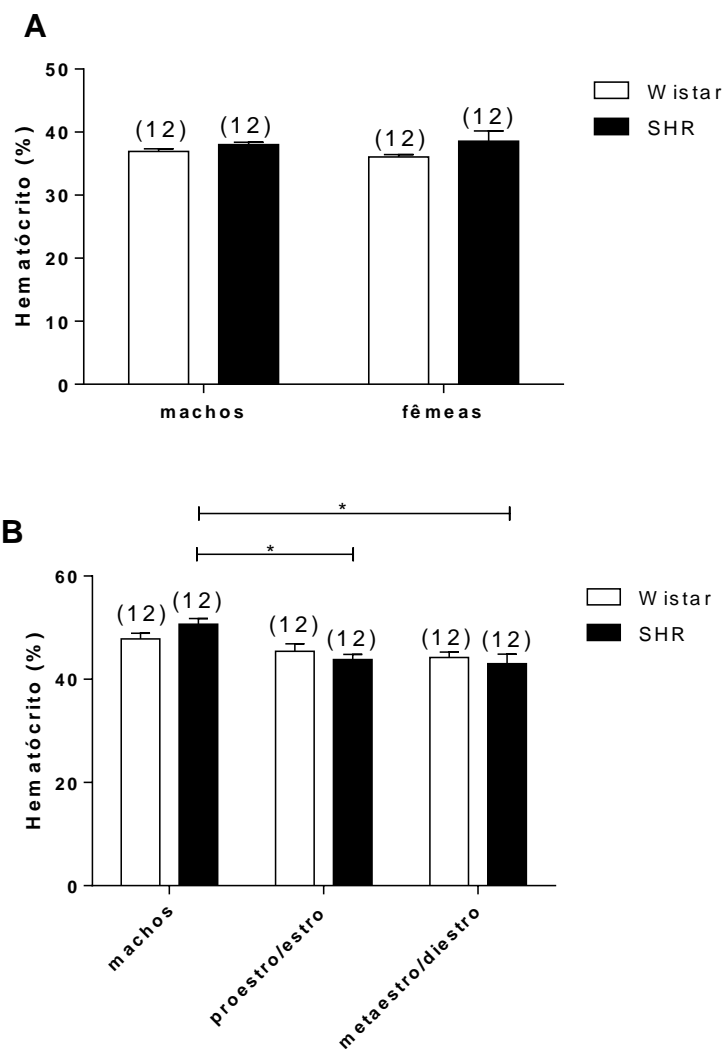 A
50
40
30
20
10
0
Hematócrito (%)
(12) (12) (12) (12)
machos fêmeas
Wistar
SHR
B
*
*
60
40
20
0
Hematócrito (%)
(12) (12) (12) (12) (12) (12)
machos proestro/estro metaestro/diestro
Wistar
SHR